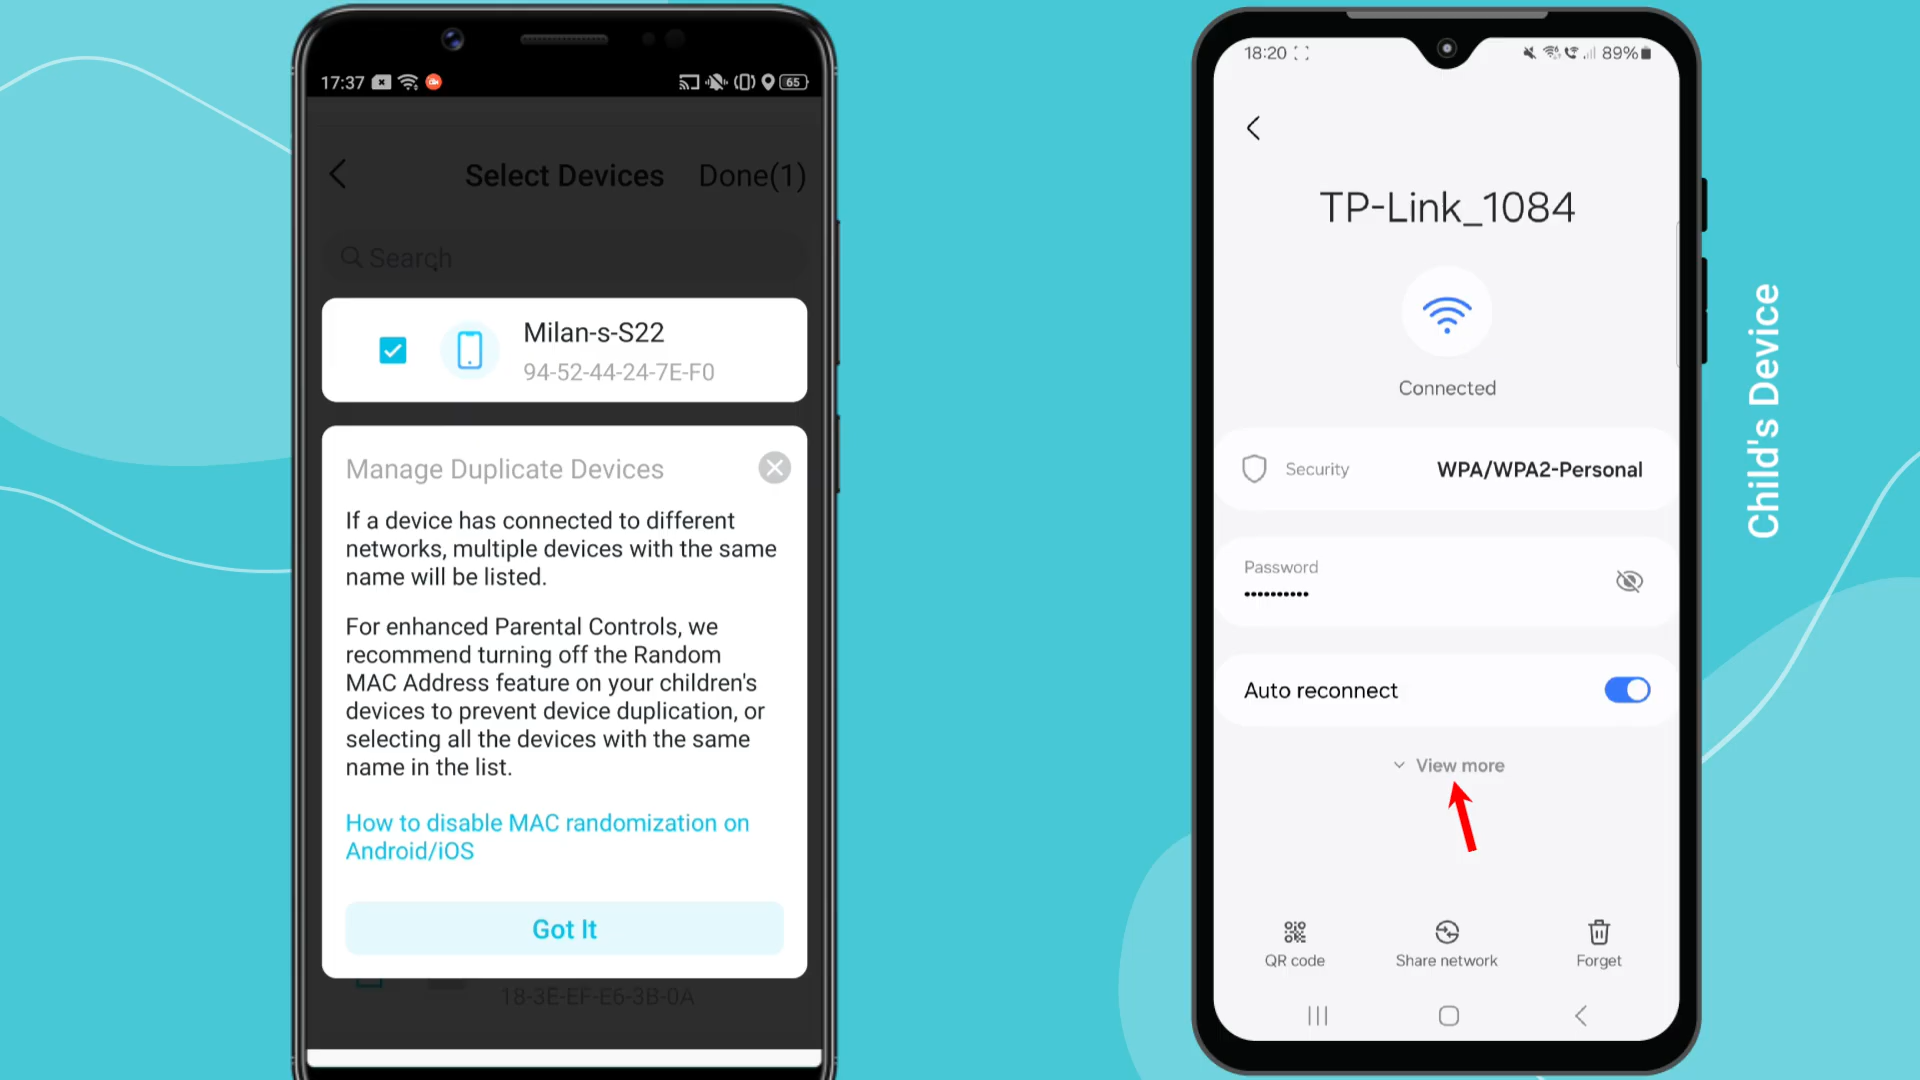 17:37
65
Select Devices
Done(1)
Search
Milan-s-S22
94-52-44-24-7E-F0
Manage Duplicate Devices
If a device has connected to different
networks, multiple devices with the same
name will be listed.
For enhanced Parental Controls, we
recommend turning off the Random
MAC Address feature on your children's
devices to prevent device duplication, or
selecting all the devices with the same
name in the list.
How to disable MAC randomization on
Android/iOS
Got It
18-3E-EF-E6-3B-0A
18:20
89%
TP-Link_1084
Connected
Security
WPA/WPA2-Personal
Password
••••••••••
Auto reconnect
View more
QR code
Share network
Forget
Child's Device